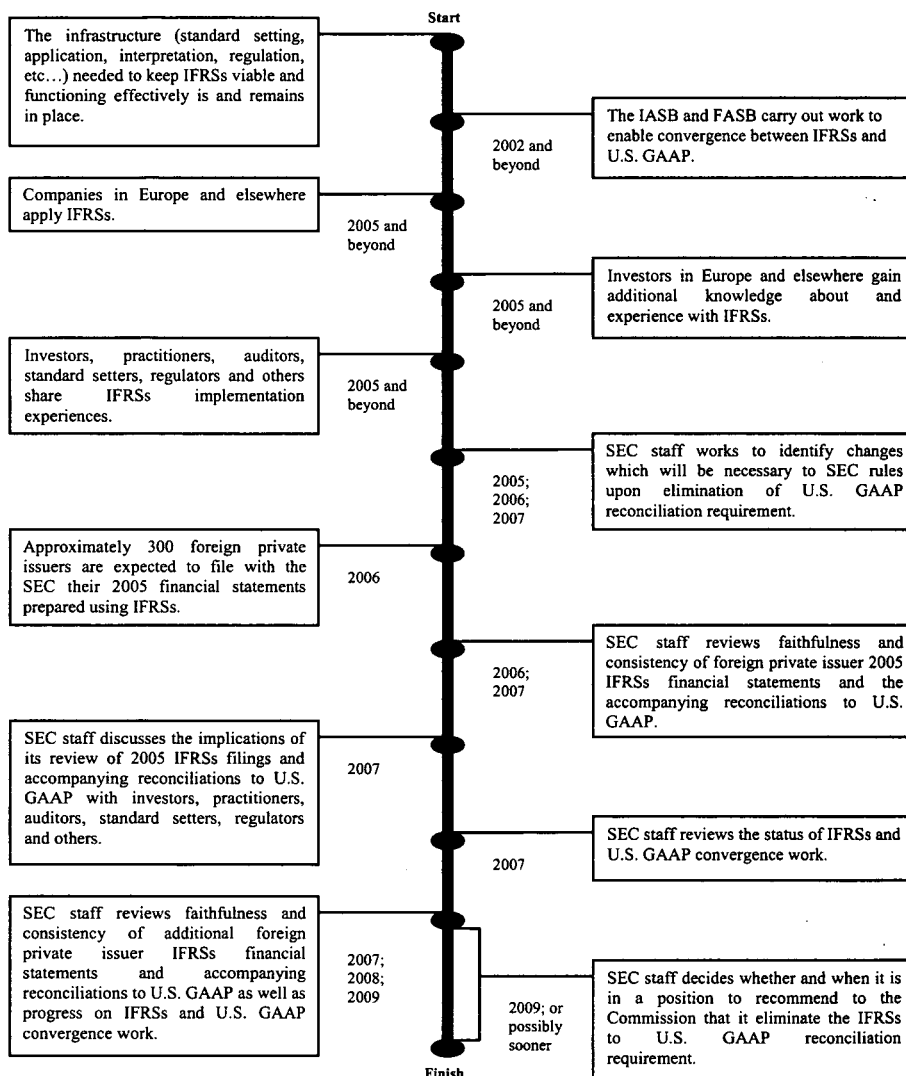 Start
The infrastructure (standard setting,
application, interpretation, regulation,
etc…) needed to keep IFRSs viable and
functioning effectively is and remains
in place.
The IASB and FASB carry out work to
enable convergence between IFRSs and
U.S. GAAP.
2002 and
beyond
Companies in Europe and elsewhere
apply IFRSs.
2005 and
beyond
Investors in Europe and elsewhere gain
additional knowledge about and
experience with IFRSs.
2005 and
beyond
Investors, practitioners, auditors,
standard setters, regulators and others
share IFRSs implementation
experiences.
2005 and
beyond
SEC staff works to identify changes
which will be necessary to SEC rules
upon elimination of U.S. GAAP
reconciliation requirement.
2005;
2006;
2007
Approximately 300 foreign private
issuers are expected to file with the
SEC their 2005 financial statements
prepared using IFRSs.
2006
SEC staff reviews faithfulness and
consistency of foreign private issuer 2005
IFRSs financial statements and the
accompanying reconciliations to U.S.
GAAP.
2006;
2007
SEC staff discusses the implications of
its review of 2005 IFRSs filings and
accompanying reconciliations to U.S.
GAAP with investors, practitioners,
auditors, standard setters, regulators
and others.
2007
SEC staff reviews the status of IFRSs and
U.S. GAAP convergence work.
2007
SEC staff reviews faithfulness and
consistency of additional foreign
private issuer IFRSs financial
statements and accompanying
reconciliations to U.S. GAAP as well as
progress on IFRSs and U.S. GAAP
convergence work.
2007;
2008;
2009
SEC staff decides whether and when it is
in a position to recommend to the
Commission that it eliminate the IFRSs
to U.S. GAAP reconciliation
requirement.
2009; or
possibly
sooner
Finish